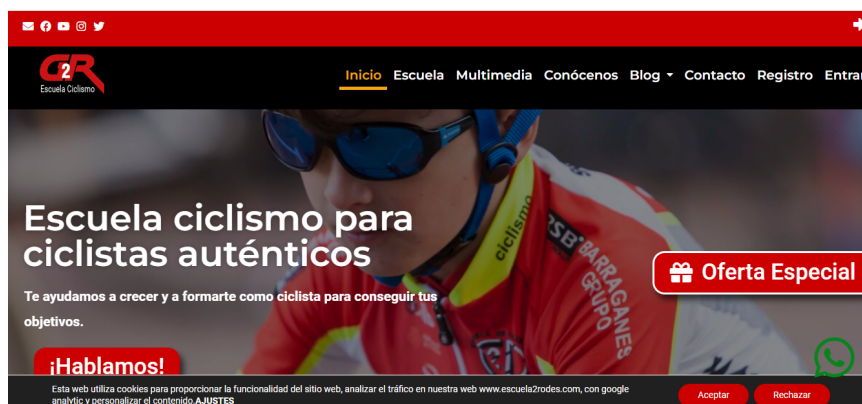 G2R
Escuela Ciclismo
Inicio Escuela Multimedia Conócenos Blog Contacto Registro Entrar
ciclismo
BSB BARRAGANES
GRUPO
Escuela ciclismo para
ciclistas auténticos
Oferta Especial
Te ayudamos a crecer y a formarte como ciclista para conseguir tus
objetivos.
¡Hablamos!
Esta web utiliza cookies para proporcionar la funcionalidad del sitio web, analizar el tráfico en nuestra web www.escuela2rodes.com, con google
analytic y personalizar el contenido.AJUSTES
Aceptar Rechazar